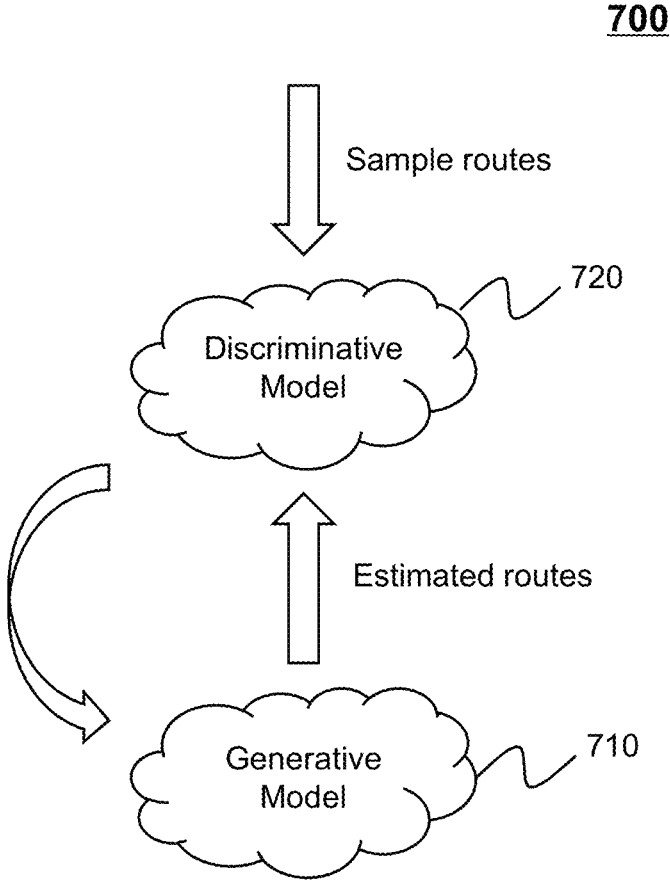 700
Sample routes
720
Discriminative
Model
Estimated routes
Generative
Model
710